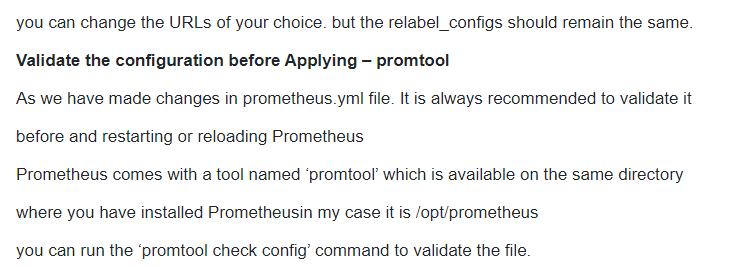 you can change the URLs of your choice. but the relabel_configs should remain the same.
Validate the configuration before Applying – promtool
As we have made changes in prometheus.yml file. It is always recommended to validate it
before and restarting or reloading Prometheus
Prometheus comes with a tool named ‘promtool’ which is available on the same directory
where you have installed Prometheusin my case it is /opt/prometheus
you can run the ‘promtool check config’ command to validate the file.